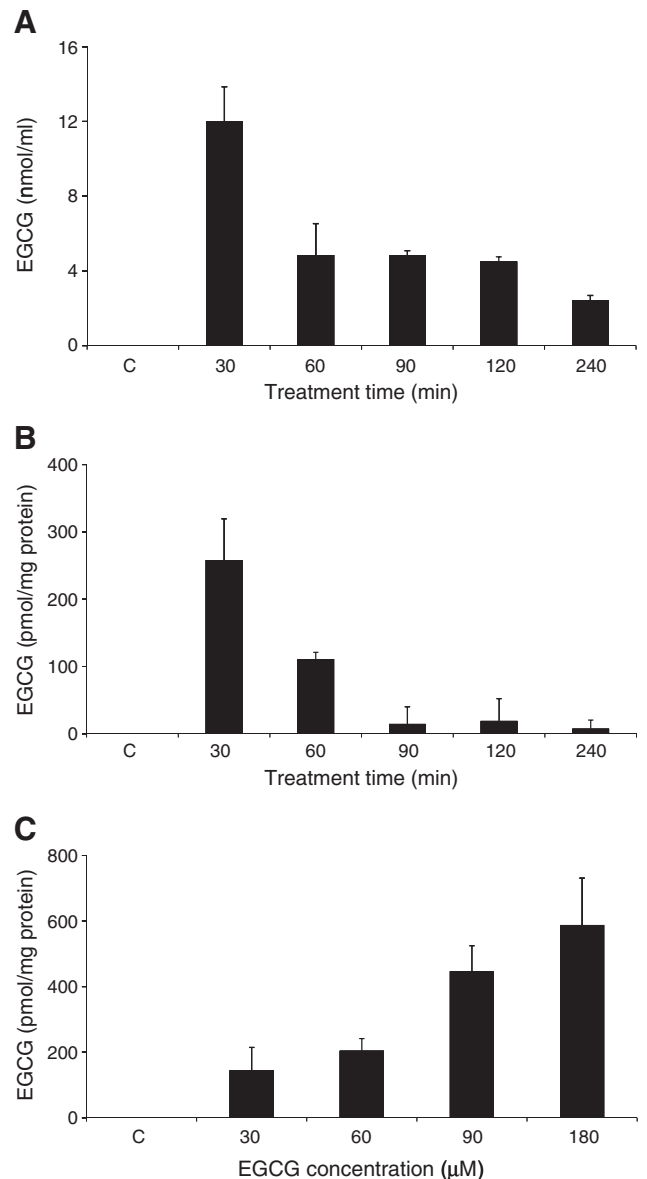 A
16
12
8
4
0
EGCG (nmol/ml)
C 30 60 90 120 240
Treatment time (min)
B
400
300
200
100
0
EGCG (pmol/mg protein)
C 30 60 90 120 240
Treatment time (min)
C
800
600
400
200
0
EGCG (pmol/mg protein)
C 30 60 90 180
EGCG concentration (μM)